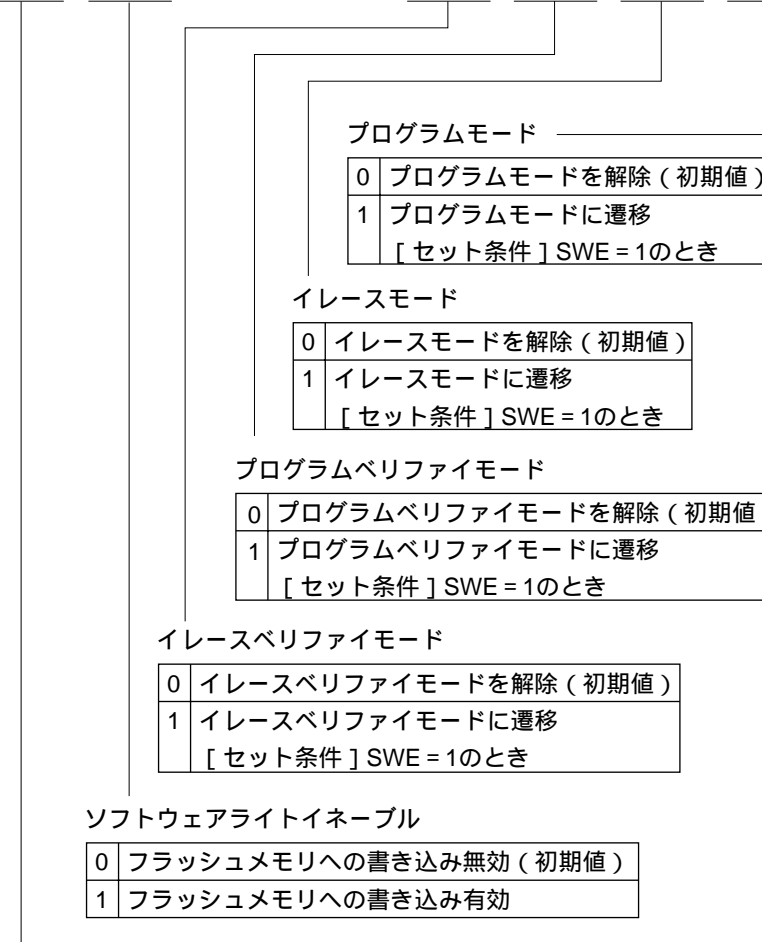 プログラムモード
0 プログラムモードを解除（初期値）
1 プログラムモードに遷移
［セット条件］SWE = 1のとき
イレースモード
0 イレースモードを解除（初期値）
1 イレースモードに遷移
［セット条件］SWE = 1のとき
プログラムベリファイモード
0 プログラムベリファイモードを解除（初期値
1 プログラムベリファイモードに遷移
［セット条件］SWE = 1のとき
イレースベリファイモード
0 イレースベリファイモードを解除（初期値）
1 イレースベリファイモードに遷移
［セット条件］SWE = 1のとき
ソフトウェアライトイネーブル
0 フラッシュメモリへの書き込み無効（初期値）
1 フラッシュメモリへの書き込み有効